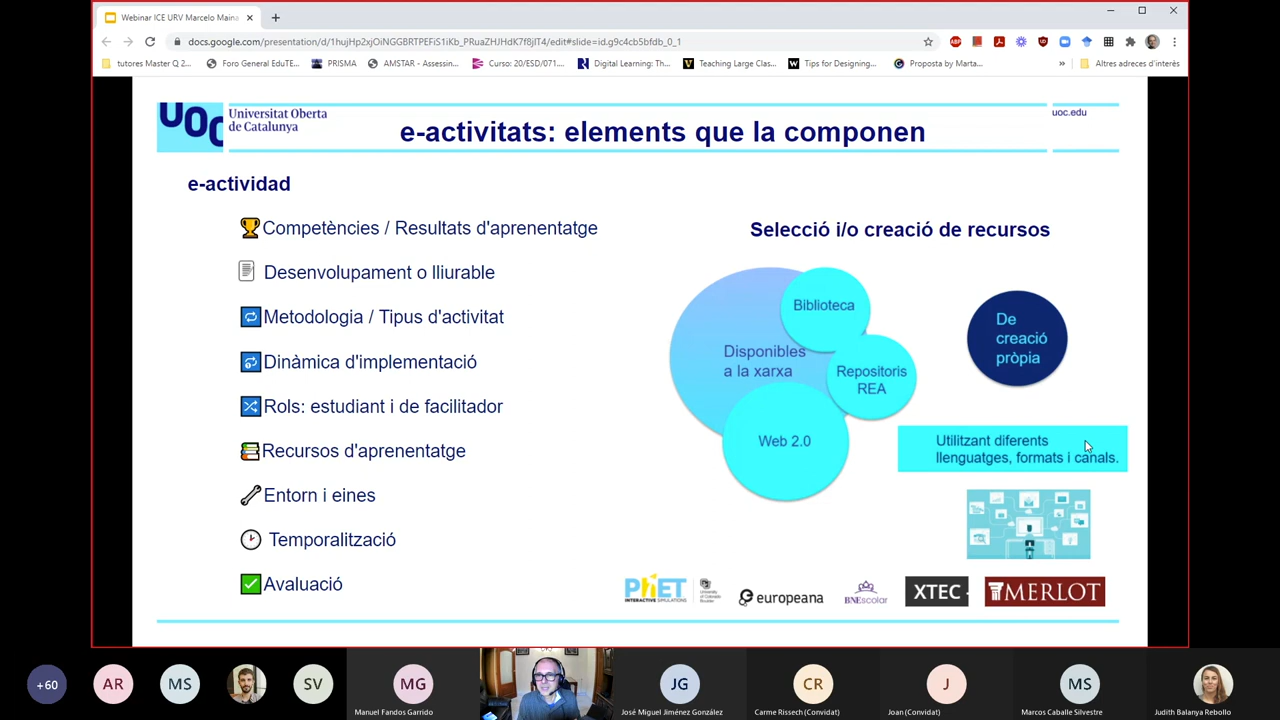 Webinar ICE URV Marcelo Maina
docs.google.com/presentation/d/1hujHp2xjOiNGGBRTPEFiS1iKb_PRuaZHJHdK7f8jIT4/edit#slide=id.g9c4cb5bfdb_0_1
tutores Master Q 2...
Foro General EduTE...
PRISMA
AMSTAR - Assessin...
Curso: 20/ESD/071...
Digital Learning: Th...
Teaching Large Clas...
Tips for Designing...
Proposta by Marta...
»
Altres adreces d'interès
UOC
Universitat Oberta
de Catalunya
e-activitats: elements que la componen
uoc.edu
e-actividad
Competències / Resultats d'aprenentatge
Desenvolupament o lliurable
Metodologia / Tipus d'activitat
Dinàmica d'implementació
Rols: estudiant i de facilitador
Recursos d'aprenentatge
Entorn i eines
Temporalització
Avaluació
Selecció i/o creació de recursos
Biblioteca
Disponibles
a la xarxa
Repositoris
REA
Web 2.0
De
creació
pròpia
Utilitzant diferents
llenguatges, formats i canals.
PhET
INTERACTIVE SIMULATIONS
europeana
BNEscolar
XTEC
MERLOT
+60
AR
MS
SV
MG
Manuel Fandos Garrido
JG
José Miguel Jiménez González
CR
Carme Rissech (Convidat)
J
Joan (Convidat)
MS
Marcos Caballe Silvestre
Judith Balanya Rebollo